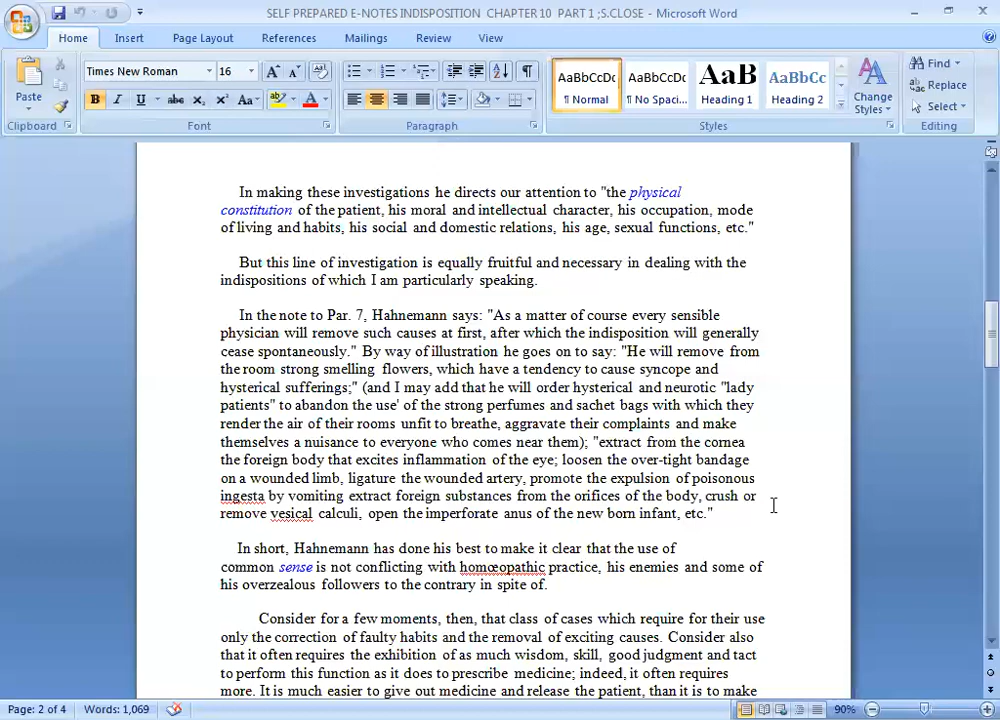 SELF PREPARED E-NOTES INDISPOSITION CHAPTER 10 PART 1 ;S.CLOSE - Microsoft Word
Home Insert Page Layout References Mailings Review View
Paste
Times New Roman 16
B I U abc X₂ X² Aa A
AaBbCcDc AaBbCcDc AaBbC AaBbCc
¶ Normal ¶ No Spaci... Heading 1 Heading 2
Change Styles
Find
Replace
Select
Clipboard Font Paragraph Styles Editing
In making these investigations he directs our attention to "the physical
constitution of the patient, his moral and intellectual character, his occupation, mode
of living and habits, his social and domestic relations, his age, sexual functions, etc."
But this line of investigation is equally fruitful and necessary in dealing with the
indispositions of which I am particularly speaking.
In the note to Par. 7, Hahnemann says: "As a matter of course every sensible
physician will remove such causes at first, after which the indisposition will generally
cease spontaneously." By way of illustration he goes on to say: "He will remove from
the room strong smelling flowers, which have a tendency to cause syncope and
hysterical sufferings;" (and I may add that he will order hysterical and neurotic "lady
patients" to abandon the use' of the strong perfumes and sachet bags with which they
render the air of their rooms unfit to breathe, aggravate their complaints and make
themselves a nuisance to everyone who comes near them); "extract from the cornea
the foreign body that excites inflammation of the eye; loosen the over-tight bandage
on a wounded limb, ligature the wounded artery, promote the expulsion of poisonous
ingesta by vomiting extract foreign substances from the orifices of the body, crush or
remove vesical calculi, open the imperforate anus of the new born infant, etc."
In short, Hahnemann has done his best to make it clear that the use of
common sense is not conflicting with homœopathic practice, his enemies and some of
his overzealous followers to the contrary in spite of.
Consider for a few moments, then, that class of cases which require for their use
only the correction of faulty habits and the removal of exciting causes. Consider also
that it often requires the exhibition of as much wisdom, skill, good judgment and tact
to perform this function as it does to prescribe medicine; indeed, it often requires
more. It is much easier to give out medicine and release the patient, than it is to make
Page: 2 of 4 Words: 1,069 90%